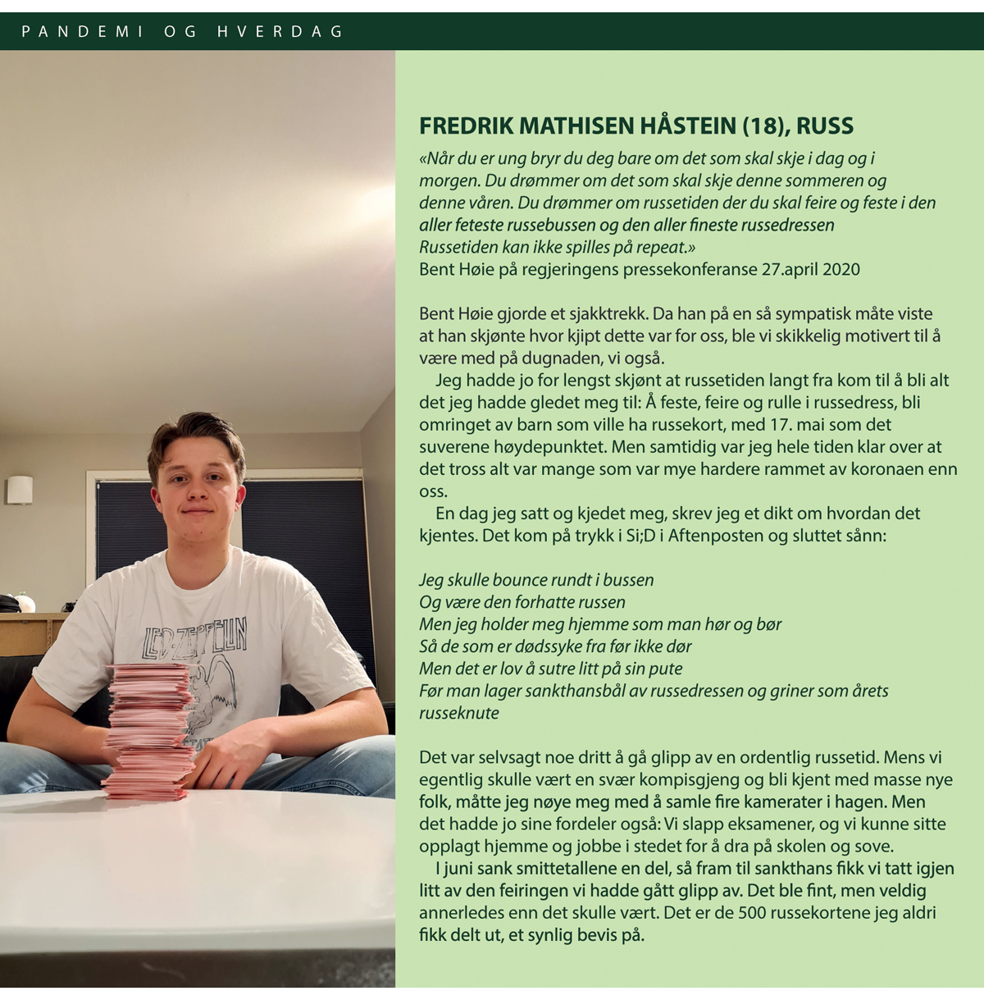 PANDEMI OG HVERDAG
FREDRIK MATHISEN HÅSTEIN (18), RUSS
«Når du er ung bryr du deg bare om det som skal skje i dag og i
morgen. Du drømmer om det som skal skje denne sommeren og
denne våren. Du drømmer om russetiden der du skal feire og feste i den
aller feteste russebussen og den aller fineste russedressen
Russetiden kan ikke spilles på repeat.»
Bent Høie på regjeringens pressekonferanse 27.april 2020
Bent Høie gjorde et sjakktrekk. Da han på en så sympatisk måte viste
at han skjønte hvor kjipt dette var for oss, ble vi skikkelig motivert til å
være med på dugnaden, vi også.
Jeg hadde jo for lengst skjønt at russetiden langt fra kom til å bli alt
det jeg hadde gledet meg til: Å feste, feire og rulle i russedress, bli
omringet av barn som ville ha russekort, med 17. mai som det
suverene høydepunktet. Men samtidig var jeg hele tiden klar over at
det tross alt var mange som var mye hardere rammet av koronaen enn
oss.
En dag jeg satt og kjedet meg, skrev jeg et dikt om hvordan det
kjentes. Det kom på trykk i Si;D i Aftenposten og sluttet sånn:
Jeg skulle bounce rundt i bussen
Og være den forhatte russen
Men jeg holder meg hjemme som man hør og bør
Så de som er dødssyke fra før ikke dør
Men det er lov å sutre litt på sin pute
Før man lager sankthansbål av russedressen og griner som årets
russeknute
Det var selvsagt noe dritt å gå glipp av en ordentlig russetid. Mens vi
egentlig skulle vært en svær kompisgjeng og bli kjent med masse nye
folk, måtte jeg nøye meg med å samle fire kamerater i hagen. Men
det hadde jo sine fordeler også: Vi slapp eksamener, og vi kunne sitte
opplagt hjemme og jobbe i stedet for å dra på skolen og sove.
I juni sank smittetallene en del, så fram til sankthans fikk vi tatt igjen
litt av den feiringen vi hadde gått glipp av. Det ble fint, men veldig
annerledes enn det skulle vært. Det er de 500 russekortene jeg aldri
fikk delt ut, et synlig bevis på.
LED-ZEPPELIN